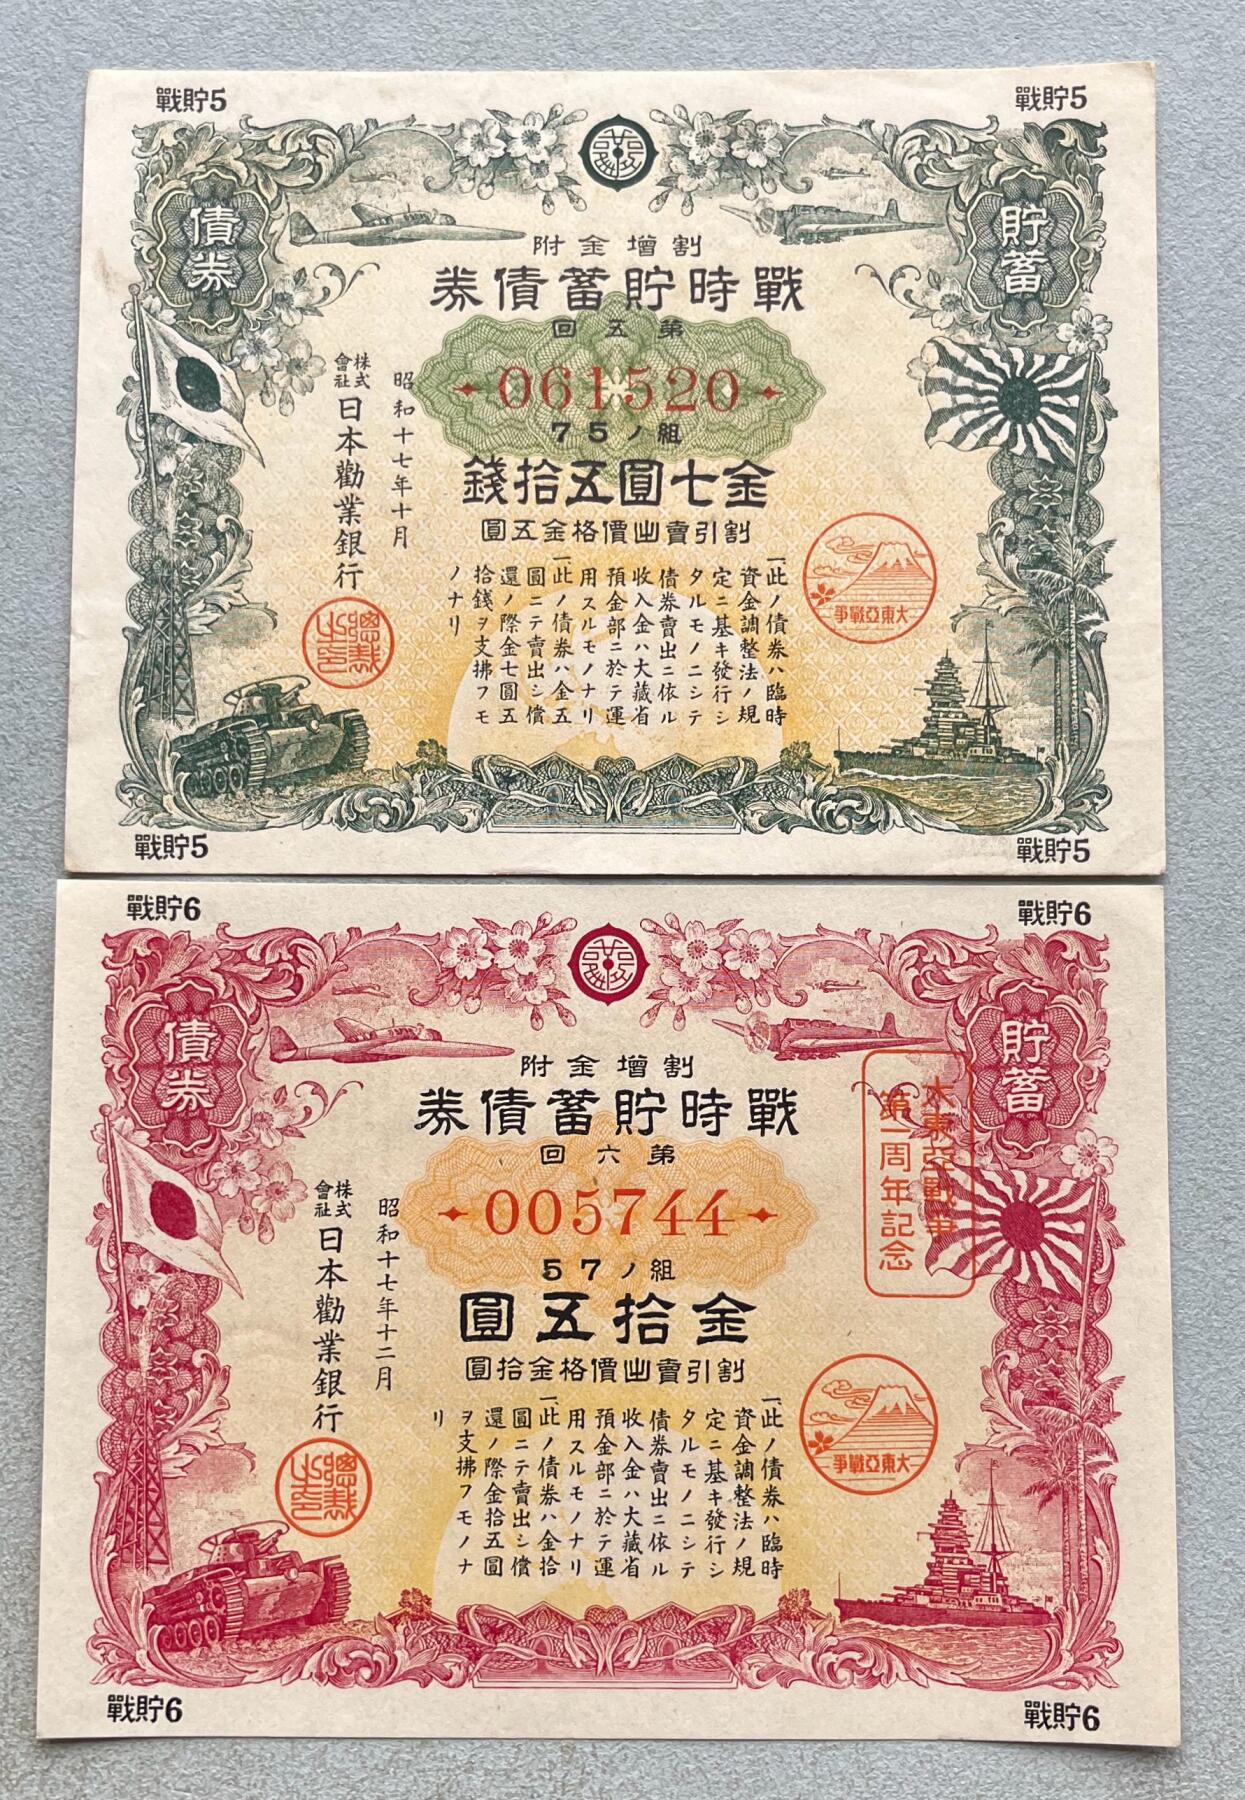 戰貯5
戰貯5
貯蓄
債券
割增金附
戰時貯蓄債券
第五回
061520
組ノ75
金七圓五拾錢
割引賣出價格金五圓
一、此ノ債券ハ臨時
資金調整法ノ規
定ニ基キ發行シ
タルモノニシテ
債券賣出ニ依ル
收入金ハ大藏省
預金部ニ於テ運
用スルモノナリ
一、此ノ債券ハ金五
圓ニテ賣出シ償
還ノ際金七圓五
拾錢ヲ支拂フモ
ノナリ
昭和十七年十月
株式會社日本勸業銀行
總裁之印
大東亞戰爭
戰貯5
戰貯5
戰貯6
戰貯6
貯蓄
債券
大東亞戰爭
第一周年記念
割增金附
戰時貯蓄債券
第六回
005744
組ノ57
金拾五圓
割引賣出價格金拾圓
一、此ノ債券ハ臨時
資金調整法ノ規
定ニ基キ發行シ
タルモノニシテ
債券賣出ニ依ル
收入金ハ大藏省
預金部ニ於テ運
用スルモノナリ
一、此ノ債券ハ金拾
圓ニテ賣出シ償
還ノ際金拾五圓
ヲ支拂フモノナ
リ
昭和十七年十二月
株式會社日本勸業銀行
總裁之印
大東亞戰爭
戰貯6
戰貯6